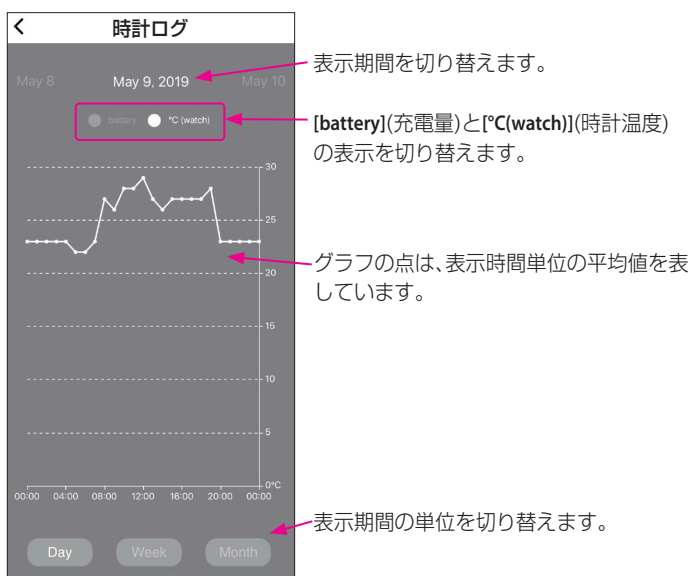 時計ログ
May 8 May 9, 2019 May 10
battery °C (watch)
表示期間を切り替えます。
[battery](充電量)と[°C(watch)](時計温度)
の表示を切り替えます。
グラフの点は、表示時間単位の平均値を表
しています。
30
25
20
15
10
5
0°C
00:00 04:00 08:00 12:00 16:00 20:00 00:00
表示期間の単位を切り替えます。
Day Week Month